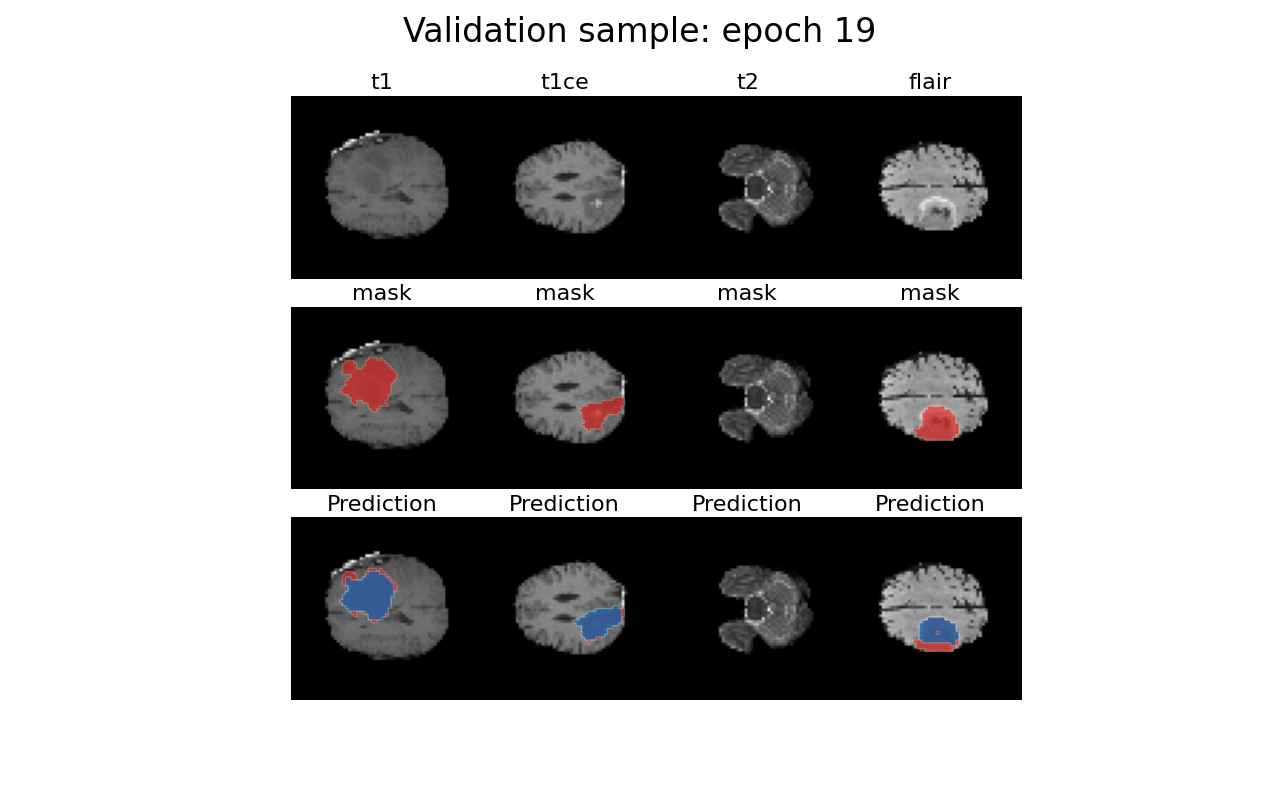 Validation sample: epoch 19
t1 t1ce t2 flair
mask mask mask mask
Prediction Prediction Prediction Prediction